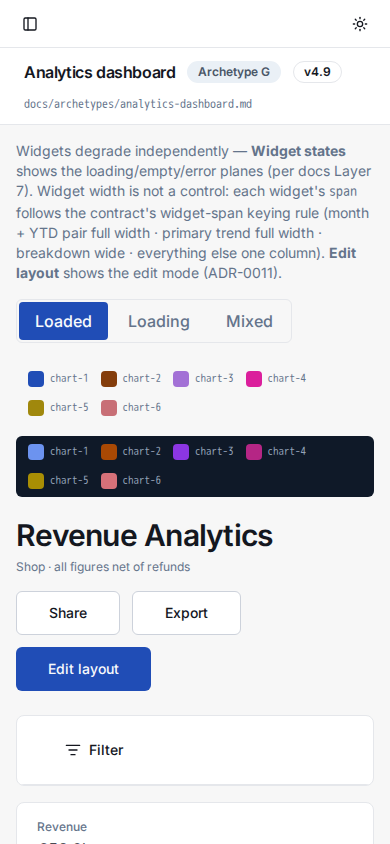 Analytics dashboard Archetype G v4.9
docs/archetypes/analytics-dashboard.md
Widgets degrade independently — Widget states
shows the loading/empty/error planes (per docs Layer
7). Widget width is not a control: each widget's span
follows the contract's widget-span keying rule (month
+ YTD pair full width · primary trend full width ·
breakdown wide · everything else one column). Edit
layout shows the edit mode (ADR-0011).
Loaded Loading Mixed
chart-1 chart-2 chart-3 chart-4
chart-5 chart-6
chart-1 chart-2 chart-3 chart-4
chart-5 chart-6
Revenue Analytics
Shop · all figures net of refunds
Share Export
Edit layout
Filter
Revenue